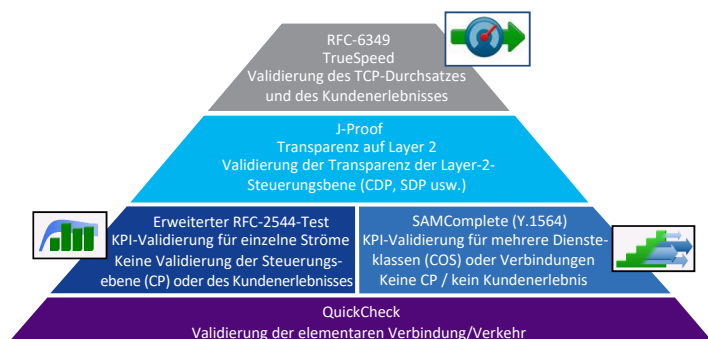 RFC-6349
TrueSpeed
Validierung des TCP-Durchsatzes
und des Kundenerlebnisses
J-Proof
Transparenz auf Layer 2
Validierung der Transparenz der Layer-2-
Steuerungsbene (CDP, SDP usw.)
Erweiterter RFC-2544-Test
KPI-Validierung für einzelne Ströme
Keine Validierung der Steuerungs-
ebene (CP) oder des Kundenerlebnisses
SAMComplete (Y.1564)
KPI-Validierung für mehrere Dienste-
klassen (COS) oder Verbindungen
Keine CP / kein Kundenerlebnis
QuickCheck
Validierung der elementaren Verbindung/Verkehr